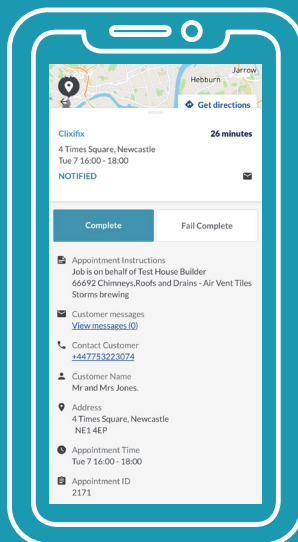 Jarrow
Hebburn
Get directions
Clixifix 26 minutes
4 Times Square, Newcastle
Tue 7 16:00 - 18:00
NOTIFIED
Complete Fail Complete
Appointment Instructions
Job is on behalf of Test House Builder
66692 Chimneys,Roofs and Drains - Air Vent Tiles
Storms brewing
Customer messages
View messages (0)
Contact Customer
+447753223074
Customer Name
Mr and Mrs Jones.
Address
4 Times Square, Newcastle
NE1 4EP
Appointment Time
Tue 7 16:00 - 18:00
Appointment ID
2171